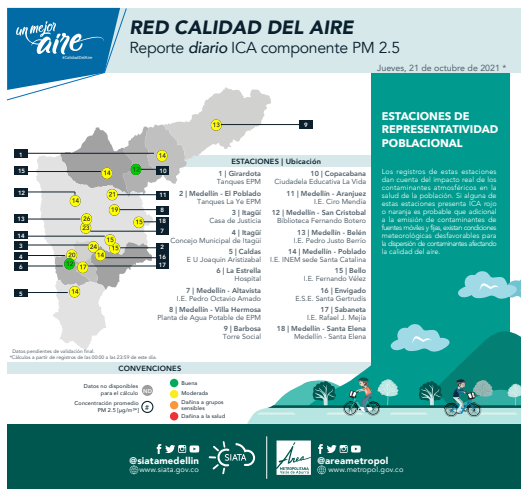 un mejor
aire
#CalidadDelAire
RED CALIDAD DEL AIRE
Reporte diario ICA componente PM 2.5
Jueves, 21 de octubre de 2021 *
ESTACIONES DE
REPRESENTATIVIDAD
POBLACIONAL
Los registros de estas estaciones
dan cuenta del impacto real de los
contaminantes atmosféricos en la
salud de la población. Si alguna de
estas estaciones presenta ICA rojo
o naranja es probable que adicional
a la emisión de contaminantes de
fuentes móviles y fijas, existan condiciones
meteorológicas desfavorables para
la dispersión de contaminantes afectando
la calidad del aire.
13
9
1
14
15
14
12
10
12
14
21
11
19
8
13
26
15
18
23
7
14
15
3
24
15
2
4
20
14
16
6
12
17
17
5
14
ESTACIONES | Ubicación
1 | Girardota
Tanques EPM
2 | Medellín - El Poblado
Tanques La Ye EPM
3 | Itagüí
Casa de Justicia
4 | Itagüí
Concejo Municipal de Itagüí
5 | Caldas
E U Joaquín Aristizabal
6 | La Estrella
Hospital
7 | Medellín - Altavista
I.E. Pedro Octavio Amado
8 | Medellín - Villa Hermosa
Planta de Agua Potable de EPM
9 | Barbosa
Torre Social
10 | Copacabana
Ciudadela Educativa La Vida
11 | Medellín - Aranjuez
I.E. Ciro Mendía
12 | Medellín - San Cristobal
Biblioteca Fernando Botero
13 | Medellín - Belén
I.E. Pedro Justo Berrío
14 | Medellín - Poblado
I.E. INEM sede Santa Catalina
15 | Bello
I.E. Fernando Vélez
16 | Envigado
E.S.E. Santa Gertrudis
17 | Sabaneta
I.E. Rafael J. Mejía
18 | Medellín - Santa Elena
Medellín - Santa Elena
Datos pendientes de validación final.
*Cálculos a partir de registros de las 00:00 a las 23:59 de este día.
CONVENCIONES
Datos no disponibles
para el cálculo
ND
Concentración promedio
PM 2.5 [µg/m³*]
#
Buena
Moderada
Dañina a grupos
sensibles
Dañina a la salud
@siatamedellin
www.siata.gov.co
SIATA
Área
METROPOLITANA
Valle de Aburrá
@areametropol
www.metropol.gov.co